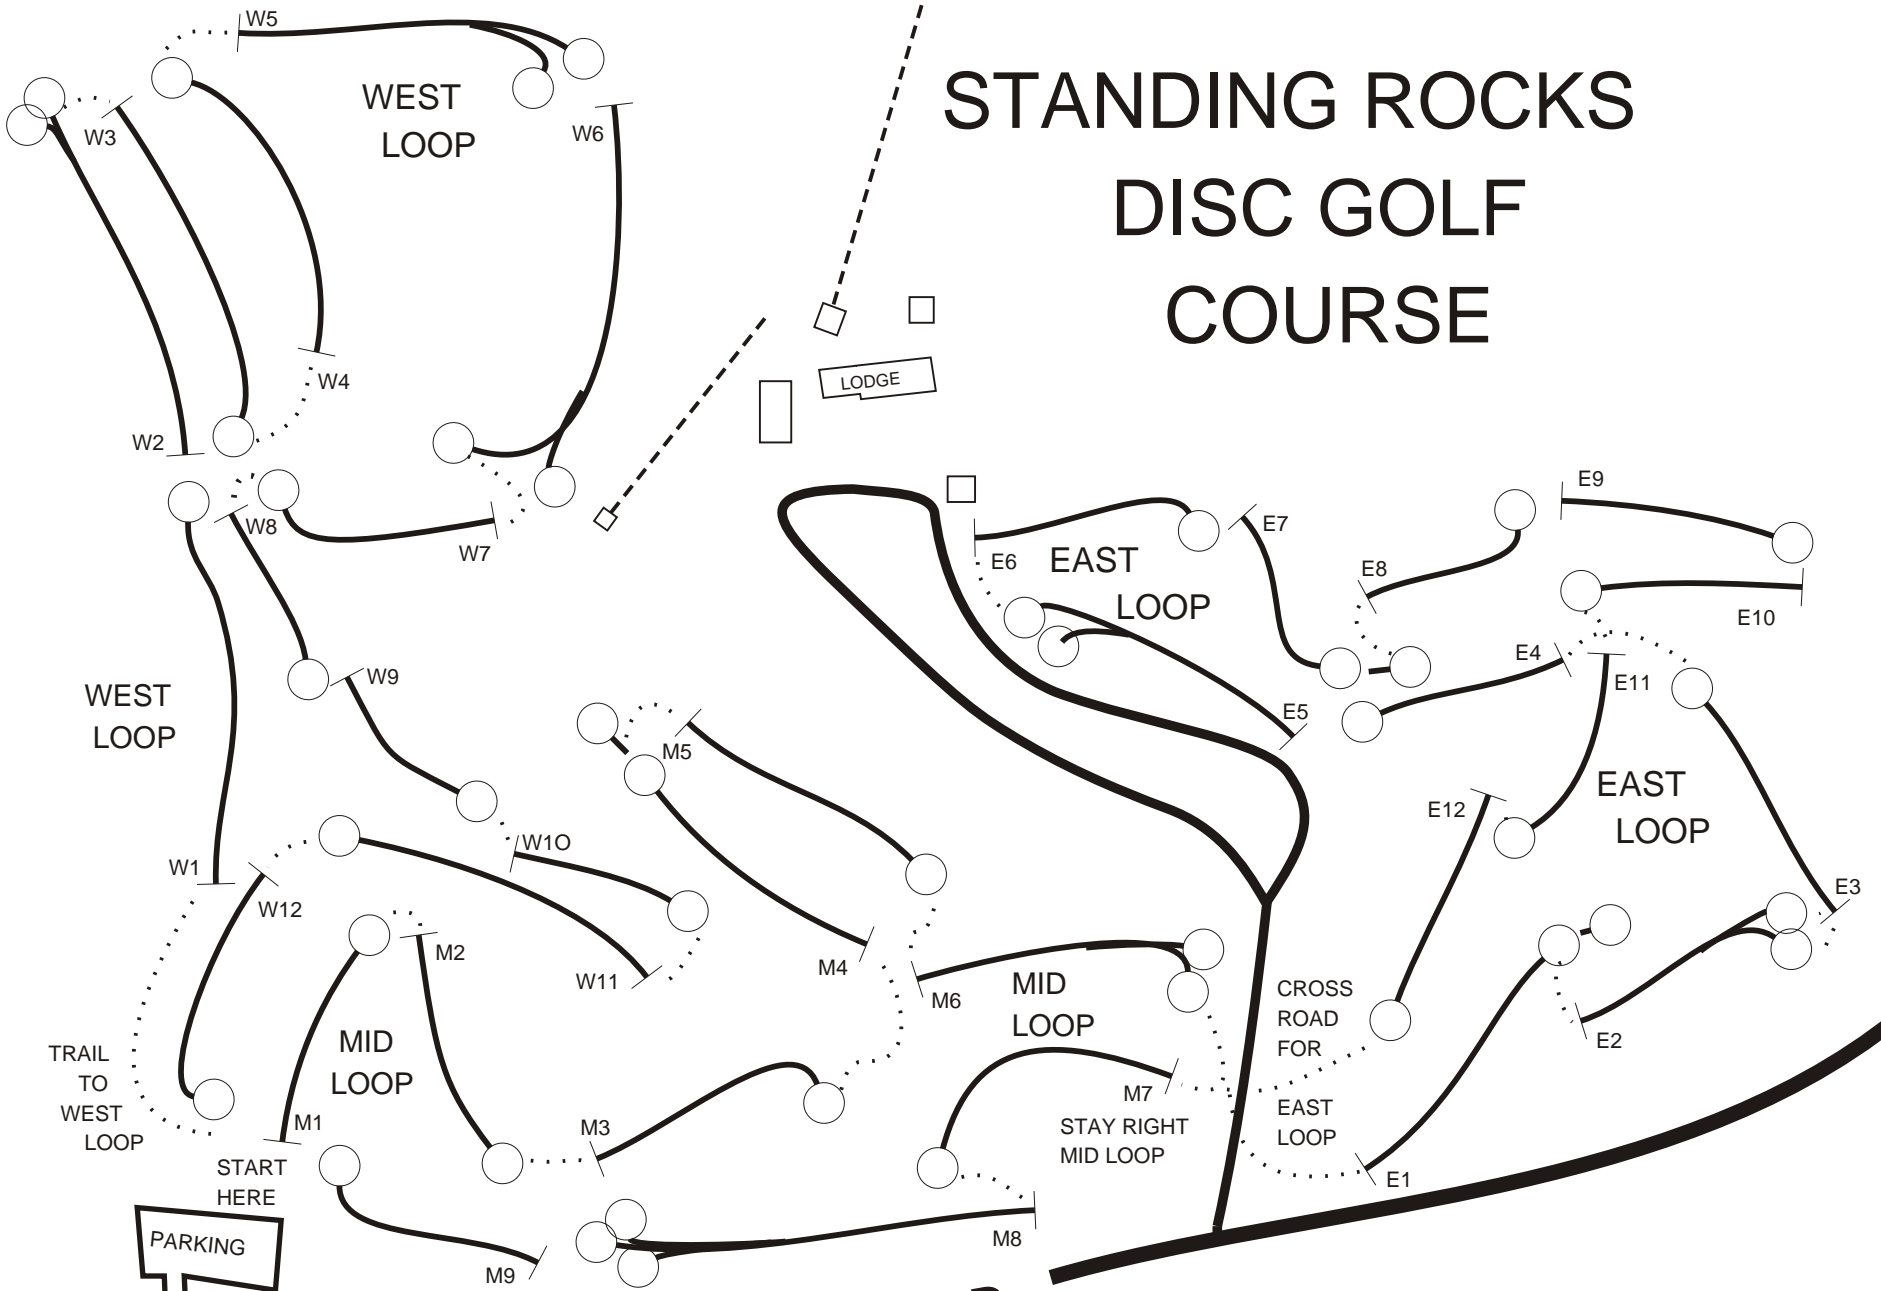 STANDING ROCKS
DISC GOLF
COURSE
W5
WEST
LOOP
W3
W6
W4
LODGE
W2
W8
W7
E6
EAST
LOOP
E7
E8
E9
E10
E4
E11
E5
WEST
LOOP
W9
M5
EAST
LOOP
E12
W1
W12
W1O
E3
M2
W11
M4
M6
MID
LOOP
CROSS
ROAD
FOR
EAST
LOOP
E2
TRAIL
TO
WEST
LOOP
MID
LOOP
M1
M3
M7
STAY RIGHT
MID LOOP
E1
START
HERE
PARKING
M9
M8